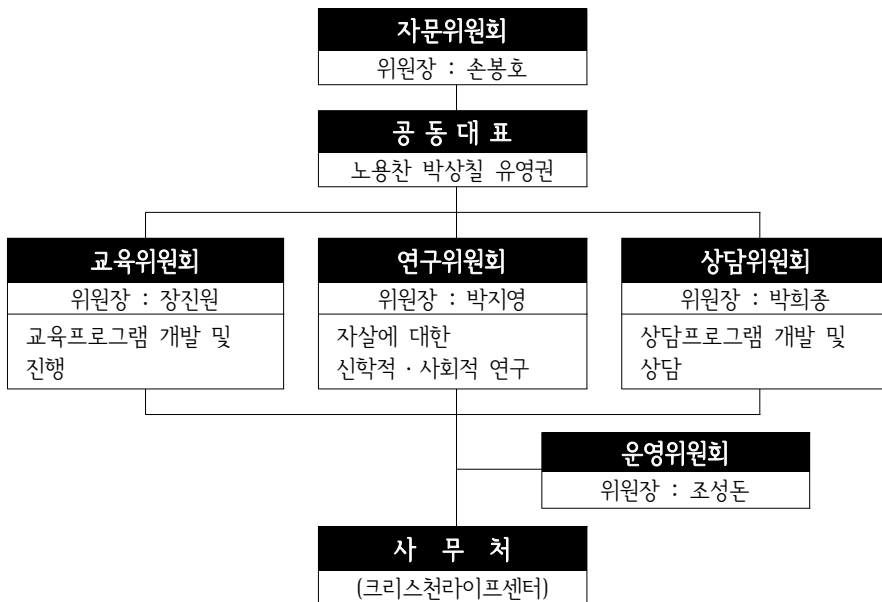 자문위원회
위원장 : 손봉호
공 동 대 표
노용찬 박상칠 유영권
교육위원회
위원장 : 장진원
교육프로그램 개발 및
진행
연구위원회
위원장 : 박지영
자살에 대한
신학적 · 사회적 연구
상담위원회
위원장 : 박희종
상담프로그램 개발 및
상담
운영위원회
위원장 : 조성돈
사 무 처
(크리스천라이프센터)